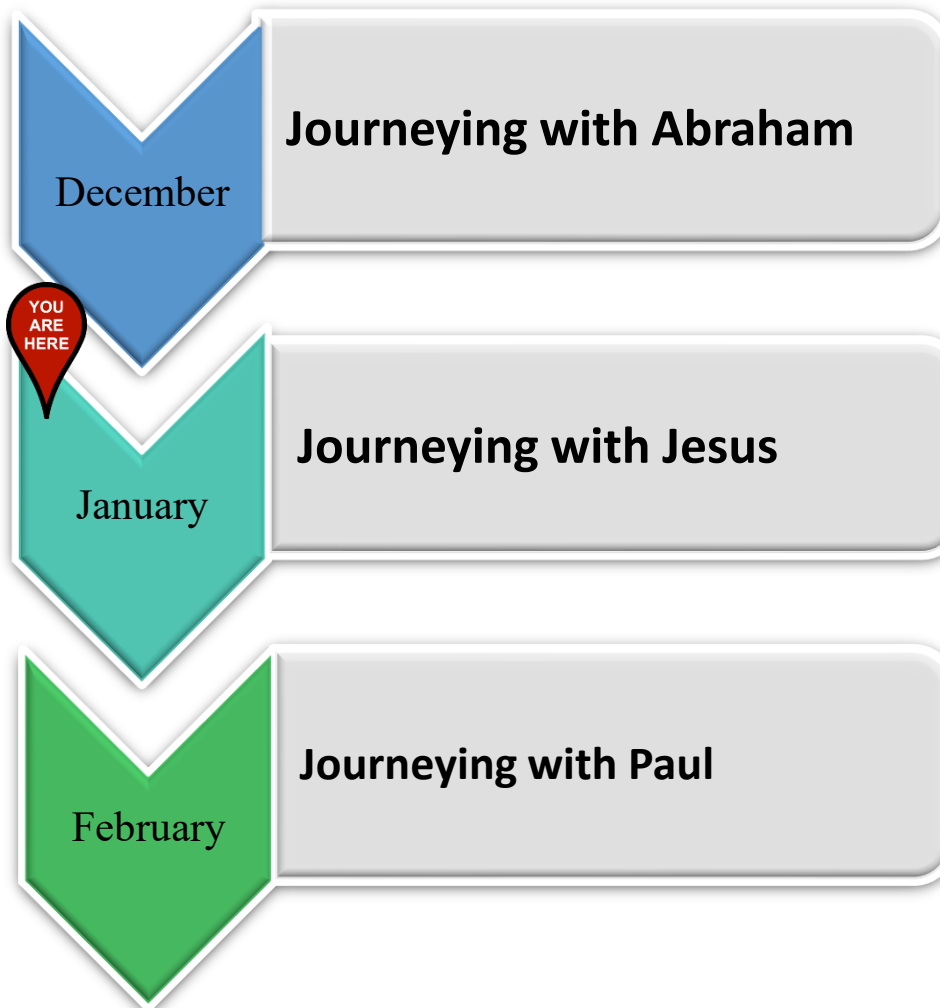 Journeying with Abraham
December
YOU
ARE
HERE
Journeying with Jesus
January
Journeying with Paul
February